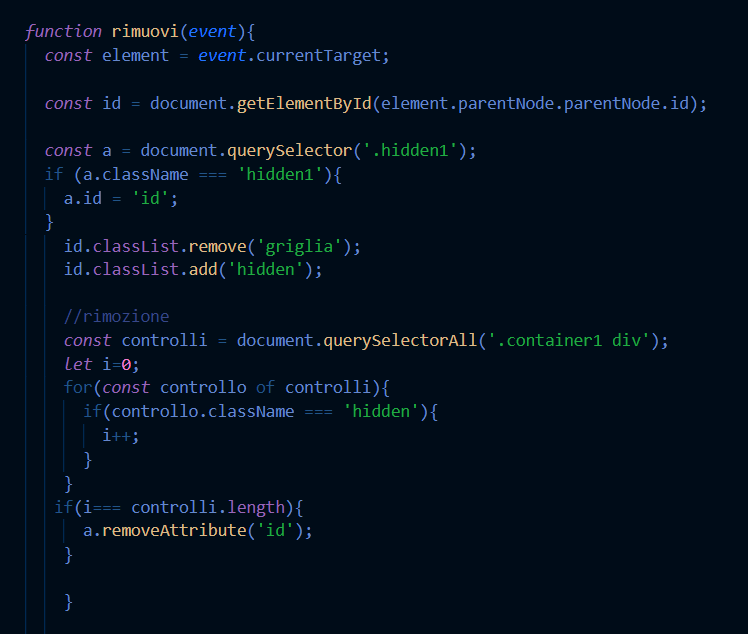 function rimuovi(event){
const element = event.currentTarget;
const id = document.getElementById(element.parentNode.parentNode.id);
const a = document.querySelector('.hidden1');
if (a.className === 'hidden1'){
a.id = 'id';
}
id.classList.remove('griglia');
id.classList.add('hidden');
//rimozione
const controlli = document.querySelectorAll('.container1 div');
let i=0;
for(const controllo of controlli){
if(controllo.className === 'hidden'){
i++;
}
}
if(i=== controlli.length){
a.removeAttribute('id');
}
}